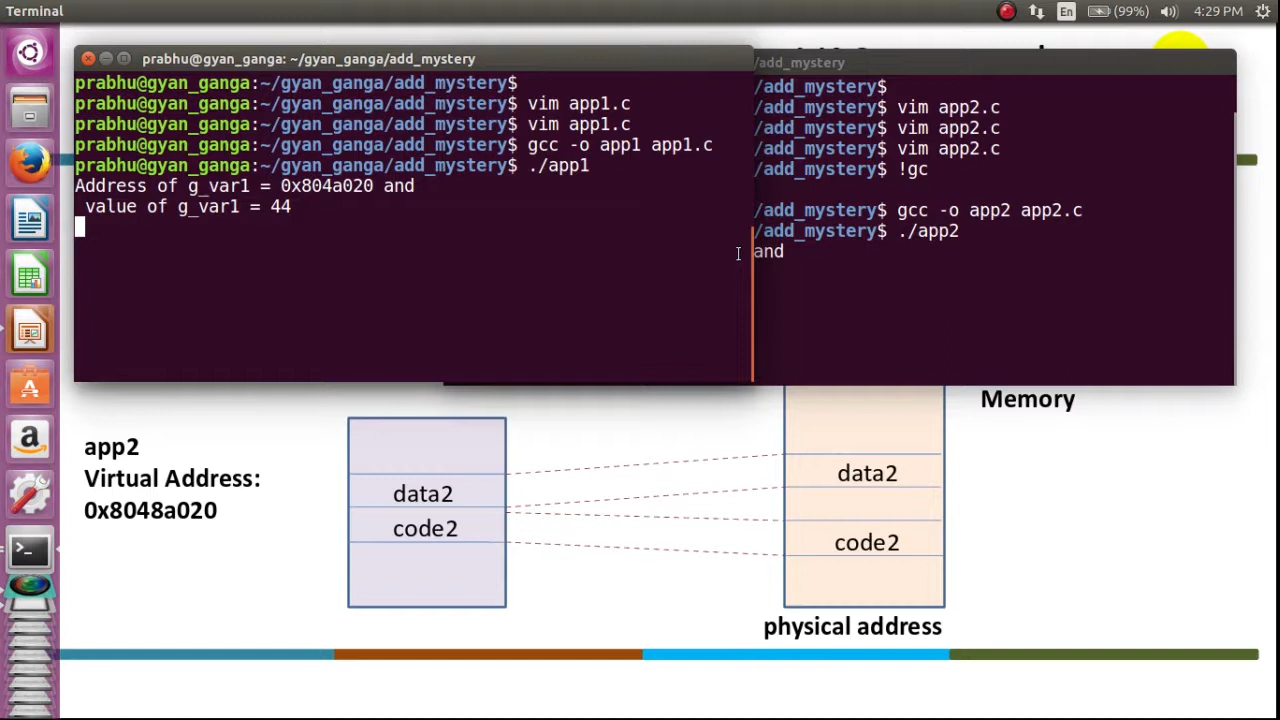 Terminal
En
(99%)
4:29 PM
prabhu@gyan_ganga: ~/gyan_ganga/add_mystery
prabhu@gyan_ganga:~/gyan_ganga/add_mystery$
prabhu@gyan_ganga:~/gyan_ganga/add_mystery$ vim app1.c
prabhu@gyan_ganga:~/gyan_ganga/add_mystery$ vim app1.c
prabhu@gyan_ganga:~/gyan_ganga/add_mystery$ gcc -o app1 app1.c
prabhu@gyan_ganga:~/gyan_ganga/add_mystery$ ./app1
Address of g_var1 = 0x804a020 and
value of g_var1 = 44
/add_mystery
/add_mystery$
/add_mystery$ vim app2.c
/add_mystery$ vim app2.c
/add_mystery$ vim app2.c
/add_mystery$ !gc
/add_mystery$ gcc -o app2 app2.c
/add_mystery$ ./app2
and
Memory
app2
Virtual Address:
0x8048a020
data2
code2
data2
code2
physical address